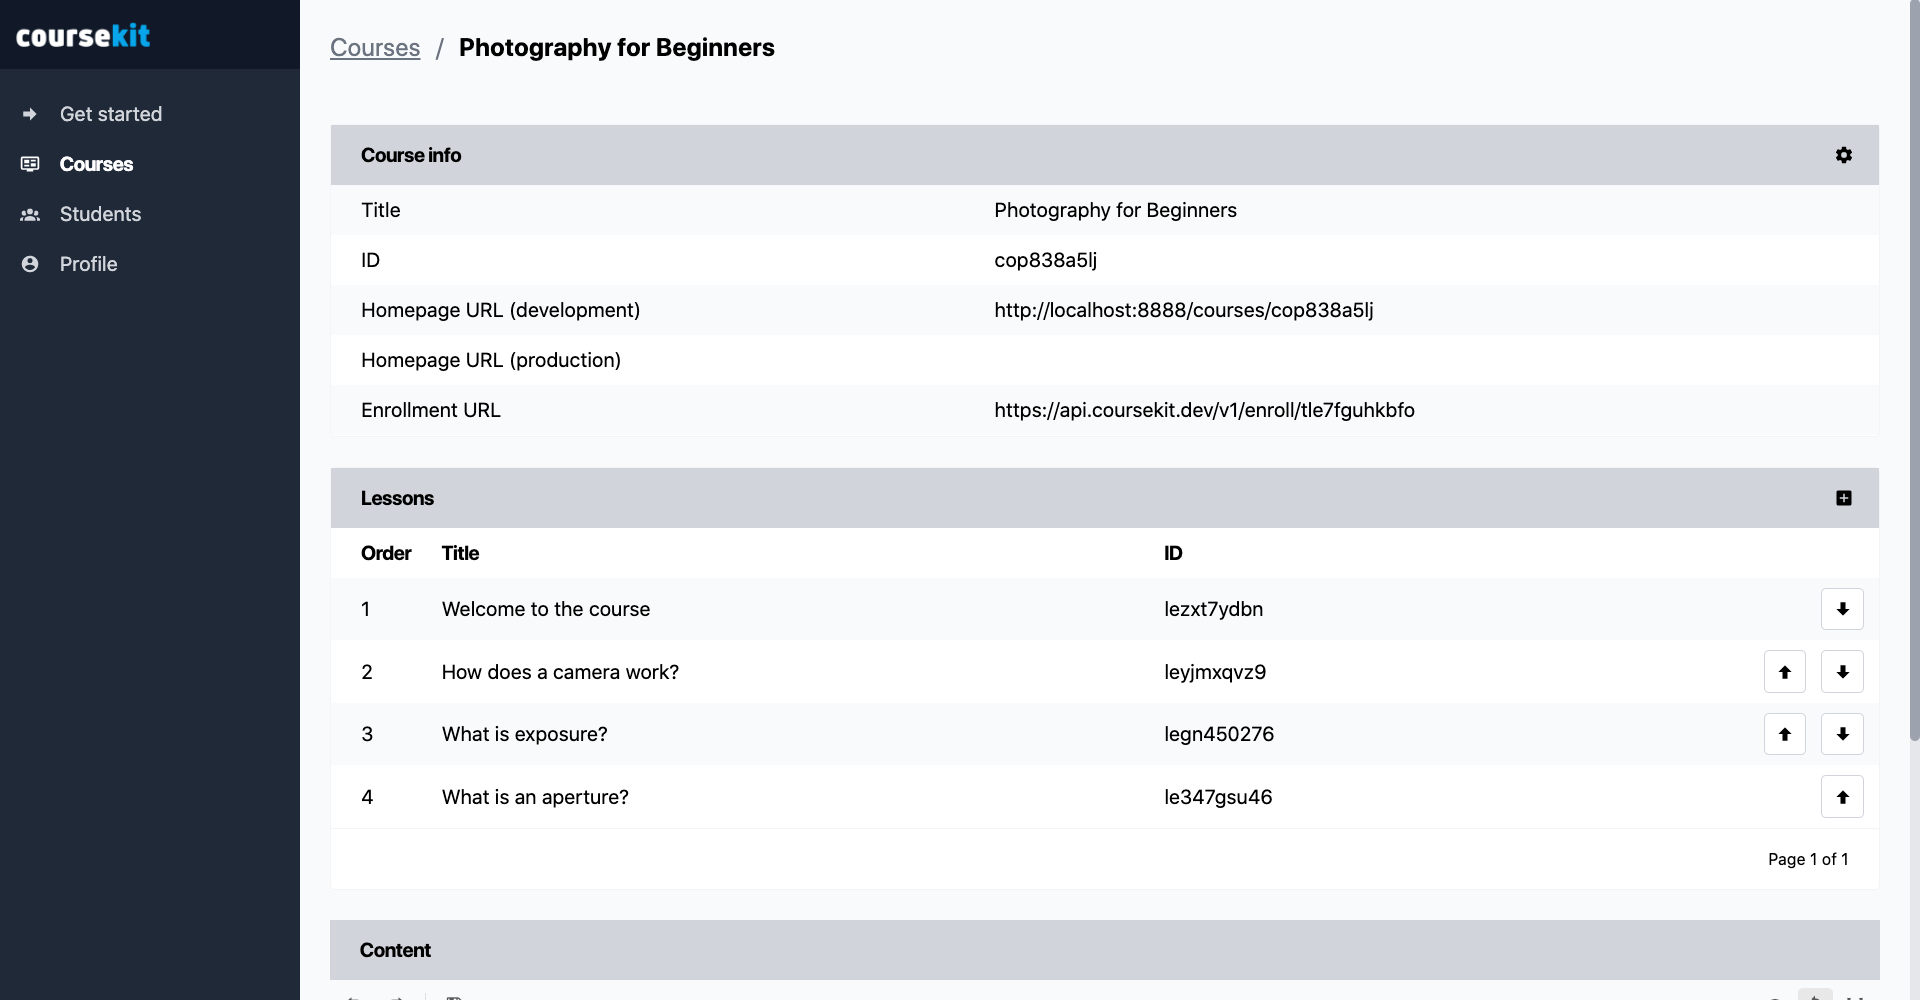 coursekit
Get started
Courses
Students
Profile
Courses / Photography for Beginners
Course info
Title Photography for Beginners
ID cop838a5lj
Homepage URL (development) http://localhost:8888/courses/cop838a5lj
Homepage URL (production)
Enrollment URL https://api.coursekit.dev/v1/enroll/tle7fguhkbfo
Lessons
Order Title ID
1 Welcome to the course lezxt7ydbn
2 How does a camera work? leyjmxqvz9
3 What is exposure? legn450276
4 What is an aperture? le347gsu46
Page 1 of 1
Content